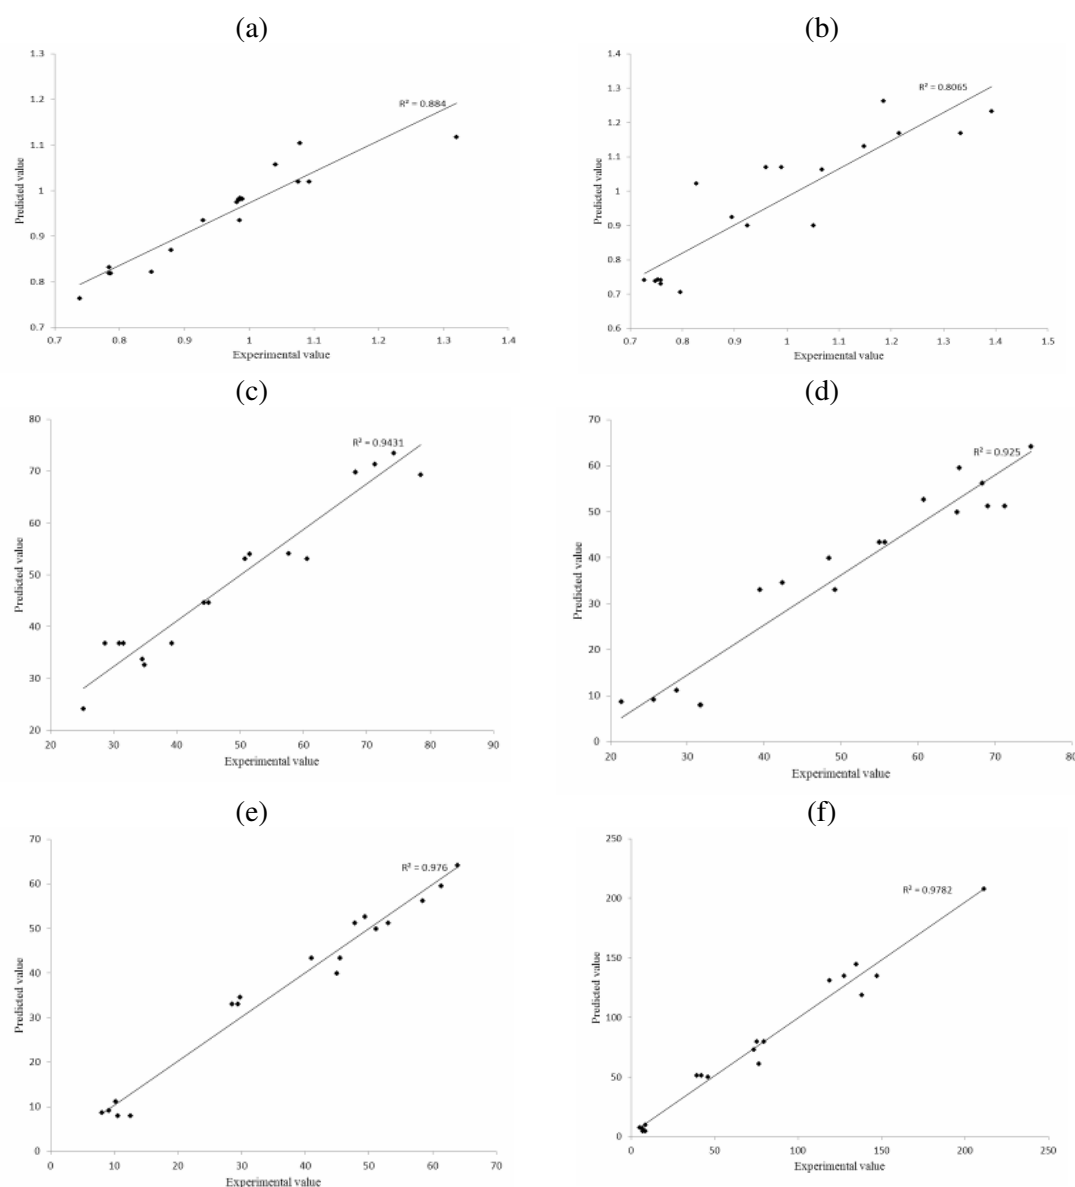 (a)
1.3
1.2
1.1
1
0.9
0.8
0.7
Predicted value
R² = 0.884
0.7 0.8 0.9 1 1.1 1.2 1.3 1.4
Experimental value
(b)
1.4
1.3
1.2
1.1
1
0.9
0.8
0.7
0.6
Predicted value
R² = 0.8065
0.7 0.8 0.9 1 1.1 1.2 1.3 1.4 1.5
Experimental value
(c)
80
70
60
50
40
30
20
Predicted value
R² = 0.9431
20 30 40 50 60 70 80 90
Experimental value
(d)
70
60
50
40
30
20
10
0
Predicted value
R² = 0.925
20 30 40 50 60 70 80
Experimental value
(e)
70
60
50
40
30
20
10
0
Predicted value
R² = 0.976
0 10 20 30 40 50 60 70
Experimental value
(f)
250
200
150
100
50
0
Predicted value
R² = 0.9782
0 50 100 150 200 250
Experimental value